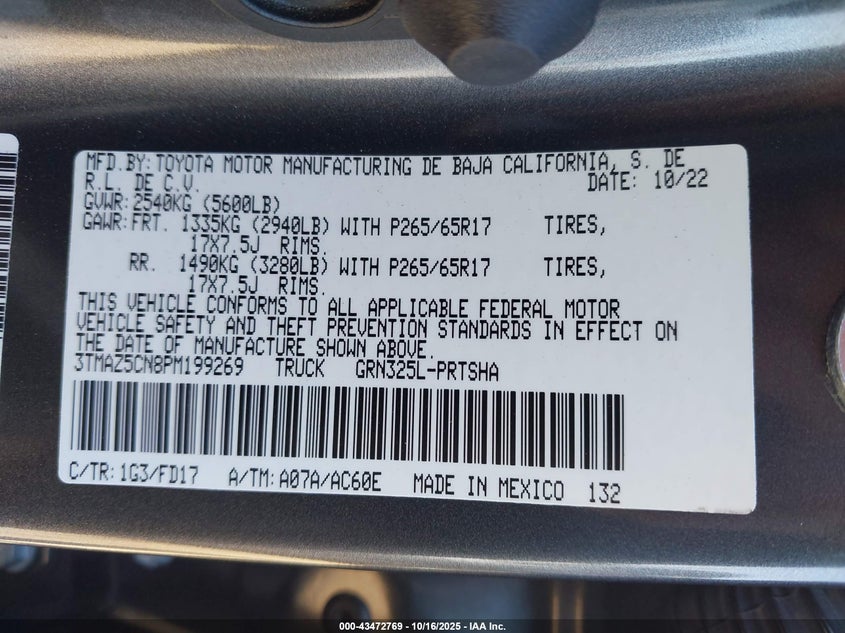 MFD.BY: TOYOTA MOTOR MANUFACTURING DE BAJA CALIFORNIA, S. DE
R.L. DE C.V. DATE: 10/22
GVWR:2540KG (5600LB)
GAWR:FRT. 1335KG (2940LB) WITH P265/65R17 TIRES,
17X7.5J RIMS.
RR. 1490KG (3280LB) WITH P265/65R17 TIRES,
17X7.5J RIMS.
THIS VEHICLE CONFORMS TO ALL APPLICABLE FEDERAL MOTOR
VEHICLE SAFETY AND THEFT PREVENTION STANDARDS IN EFFECT ON
THE DATE OF MANUFACTURE SHOWN ABOVE.
3TMAZ5CN8PM199269 TRUCK GRN325L-PRTSHA
C/TR: 1G3/FD17 A/TM: A07A/AC60E MADE IN MEXICO 132
000-43472769 - 10/16/2025 - IAA Inc.